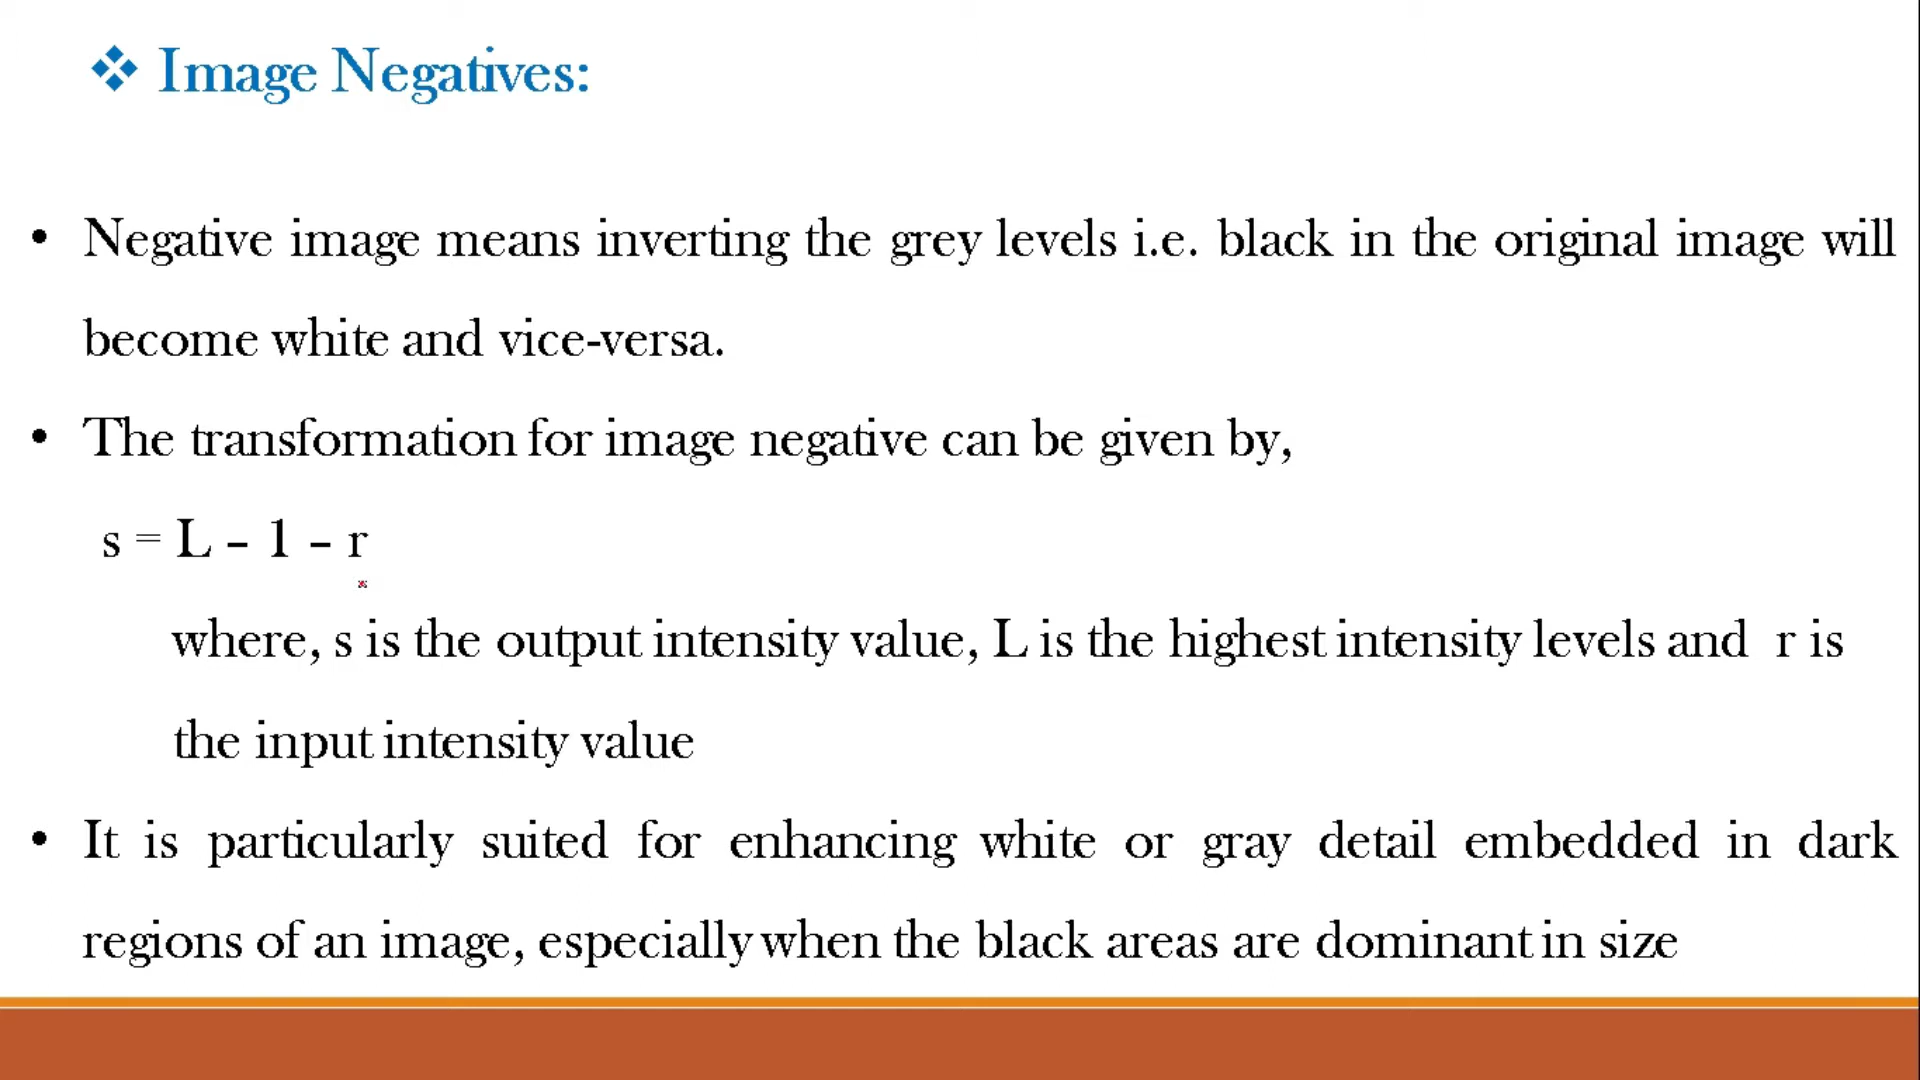 ❖ Image Negatives:
• Negative image means inverting the grey levels i.e. black in the original image will
become white and vice-versa.
• The transformation for image negative can be given by,
s = L – 1 – r
where, s is the output intensity value, L is the highest intensity levels and r is
the input intensity value
• It is particularly suited for enhancing white or gray detail embedded in dark
regions of an image, especially when the black areas are dominant in size